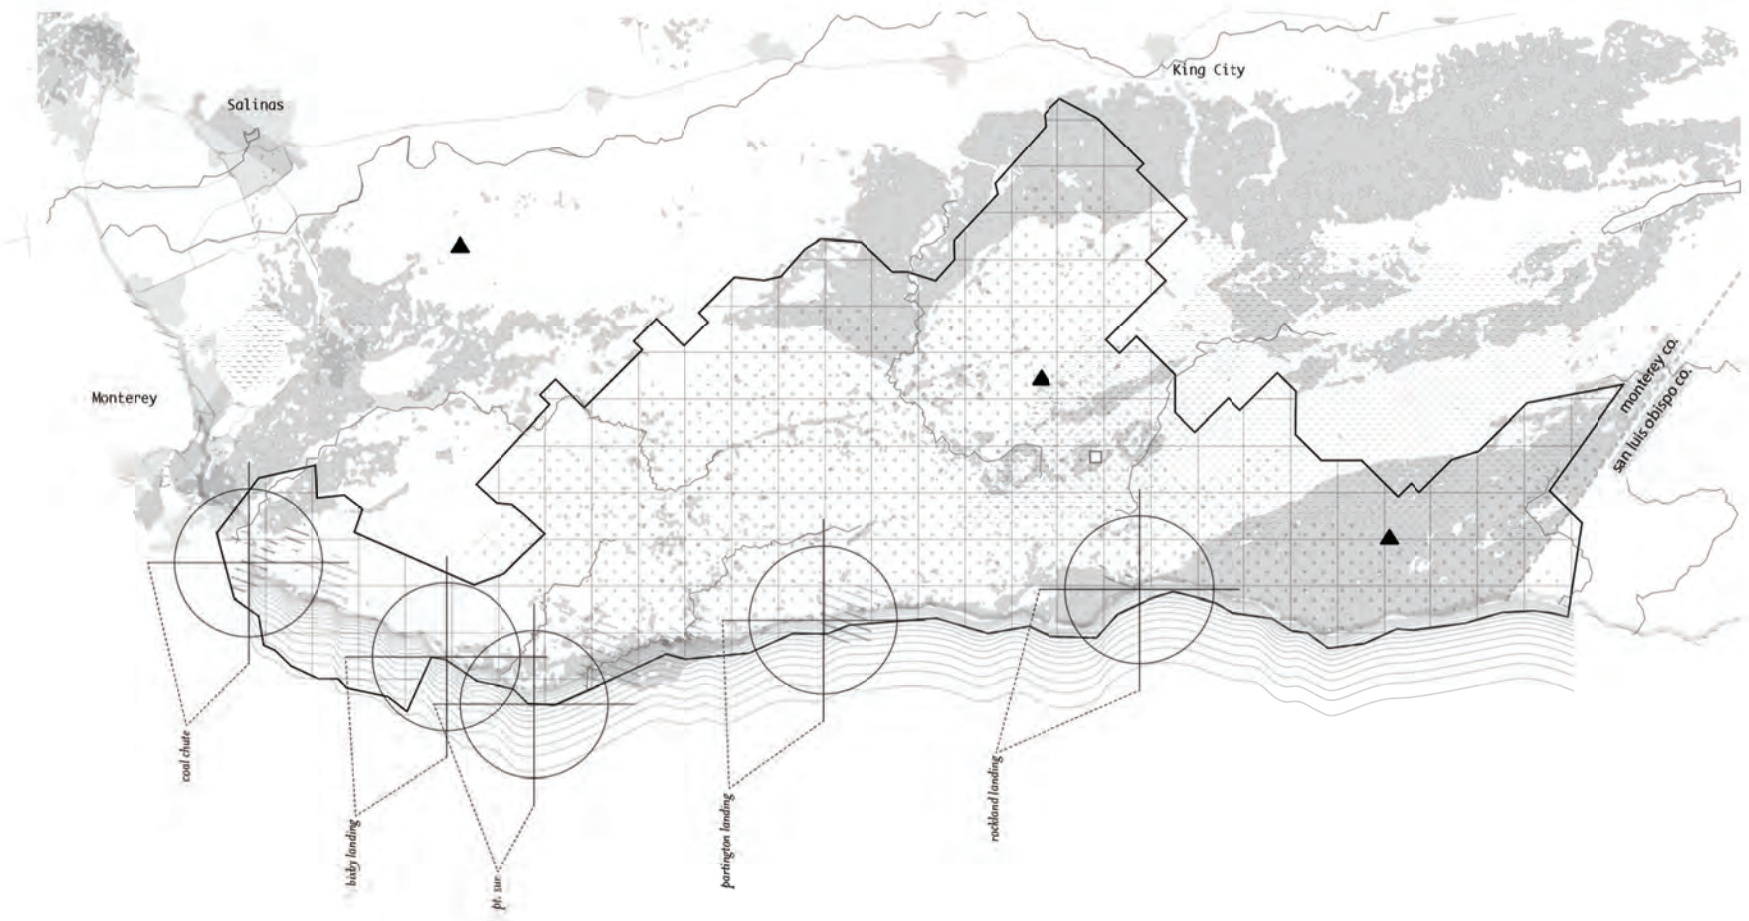 King City
Salinas
Monterey
monterey co.
san luis obispo co.
coal chute
bixby landing
pt. sur
partington landing
rockland landing